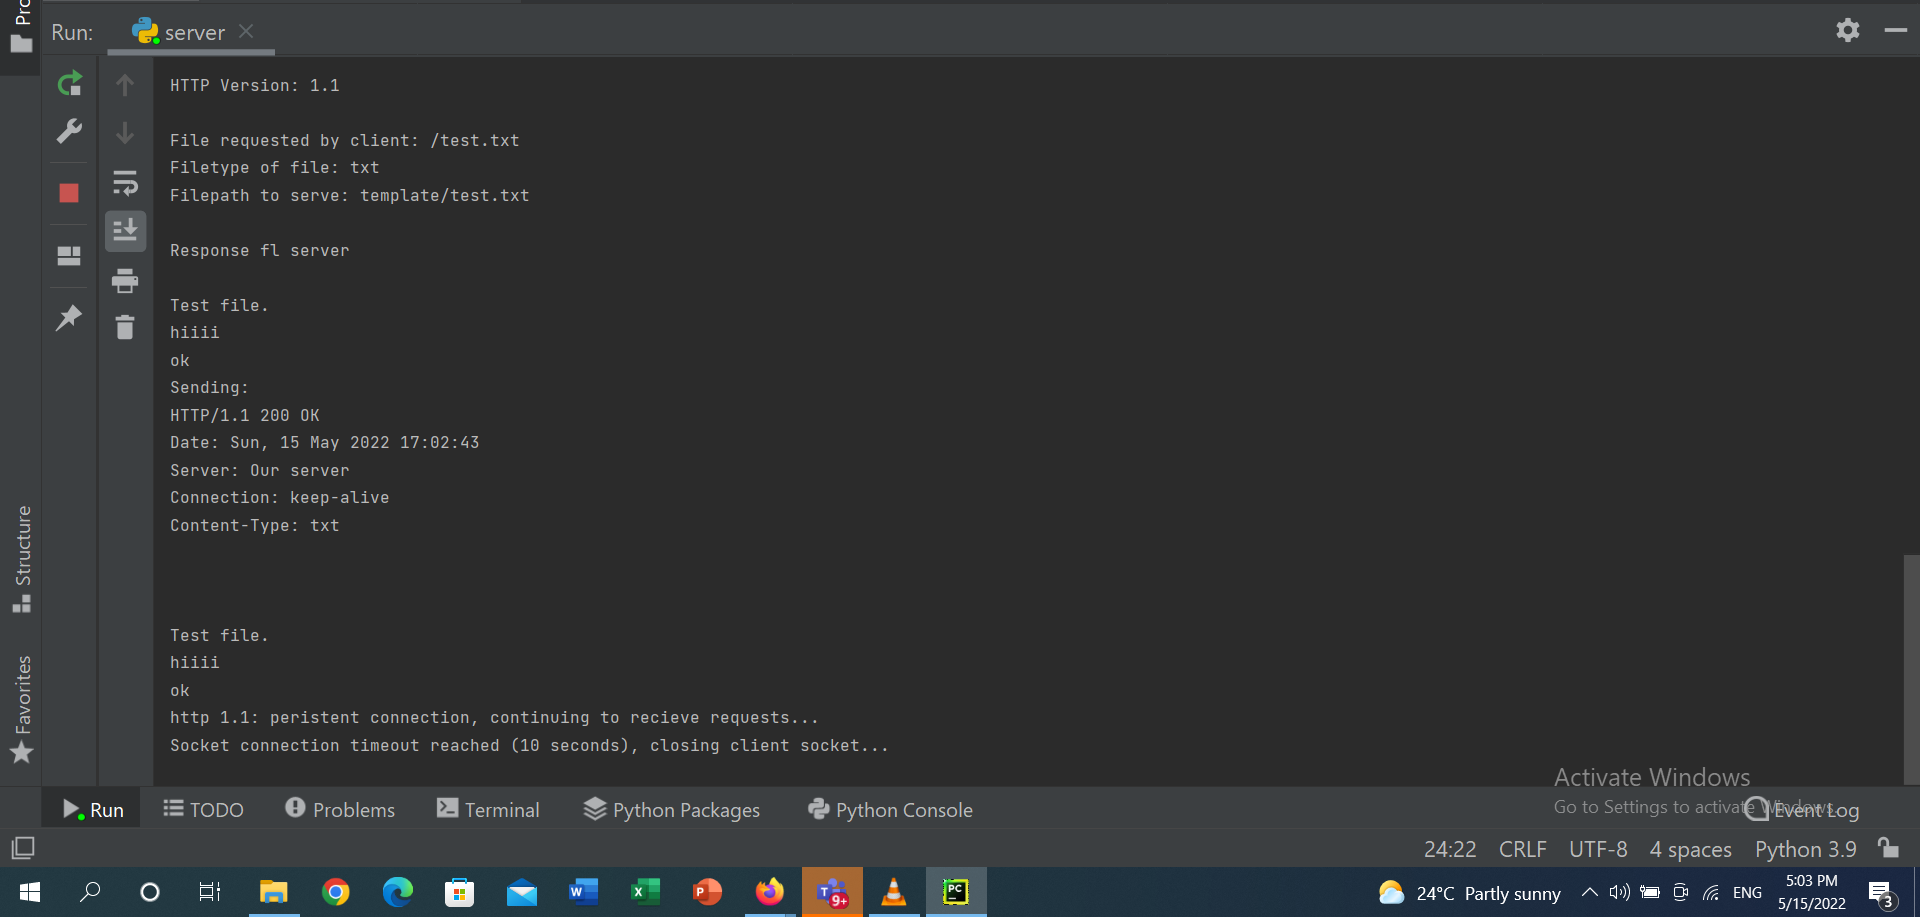 Pro
Run:
server
HTTP Version: 1.1
File requested by client: /test.txt
Filetype of file: txt
Filepath to serve: template/test.txt
Response fl server
Test file.
hiiii
ok
Sending:
HTTP/1.1 200 OK
Date: Sun, 15 May 2022 17:02:43
Server: Our server
Connection: keep-alive
Content-Type: txt
Test file.
hiiii
ok
http 1.1: peristent connection, continuing to recieve requests...
Socket connection timeout reached (10 seconds), closing client socket...
Structure
Favorites
Activate Windows
Go to Settings to activate Windows.
Run
TODO
Problems
Terminal
Python Packages
Python Console
Event Log
24:22
CRLF
UTF-8
4 spaces
Python 3.9
W
X
P
T
9+
PC
24°C Partly sunny
ENG
5:03 PM
5/15/2022
3